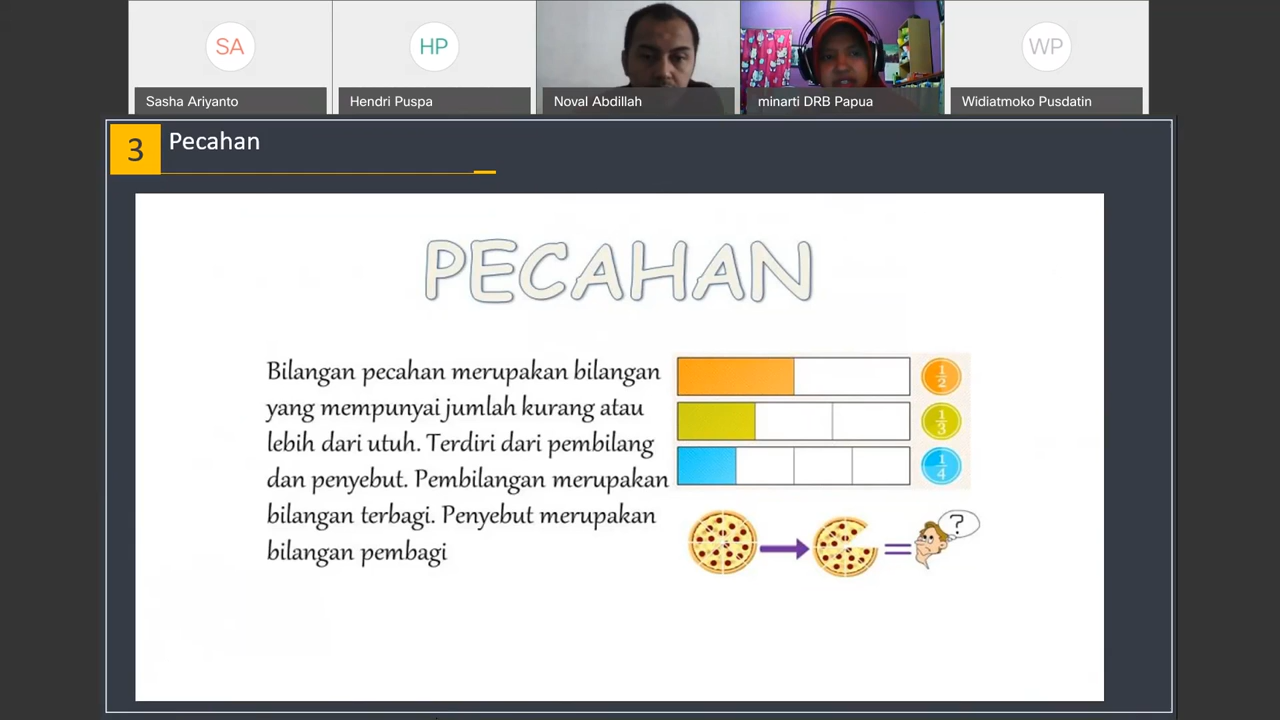 SA
HP
WP
Sasha Ariyanto
Hendri Puspa
Noval Abdillah
minarti DRB Papua
Widiatmoko Pusdatin
3
Pecahan
PECAHAN
Bilangan pecahan merupakan bilangan
yang mempunyai jumlah kurang atau
lebih dari utuh. Terdiri dari pembilang
dan penyebut. Pembilangan merupakan
bilangan terbagi. Penyebut merupakan
bilangan pembagi
1/2
1/3
1/4
= ?